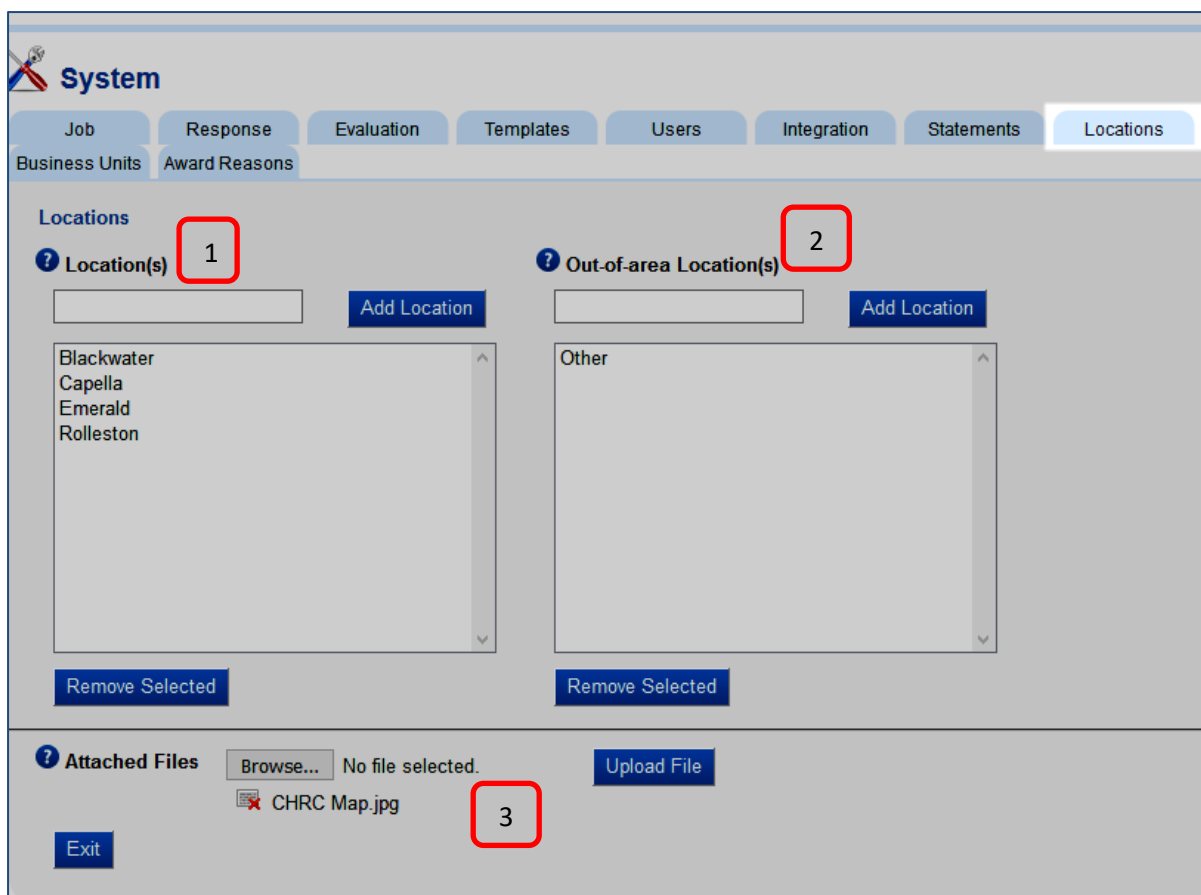 System
Job Response Evaluation Templates Users Integration Statements Locations
Business Units Award Reasons
Locations
? Location(s) 1 ? Out-of-area Location(s) 2
Add Location Add Location
Blackwater Other
Capella
Emerald
Rolleston
Remove Selected Remove Selected
? Attached Files Browse... No file selected. Upload File
CHRC Map.jpg 3
Exit